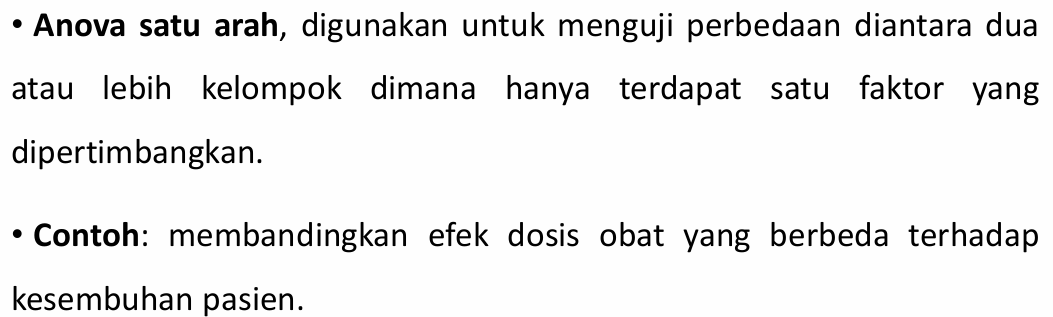 • Anova satu arah, digunakan untuk menguji perbedaan diantara dua
atau lebih kelompok dimana hanya terdapat satu faktor yang
dipertimbangkan.
• Contoh: membandingkan efek dosis obat yang berbeda terhadap
kesembuhan pasien.